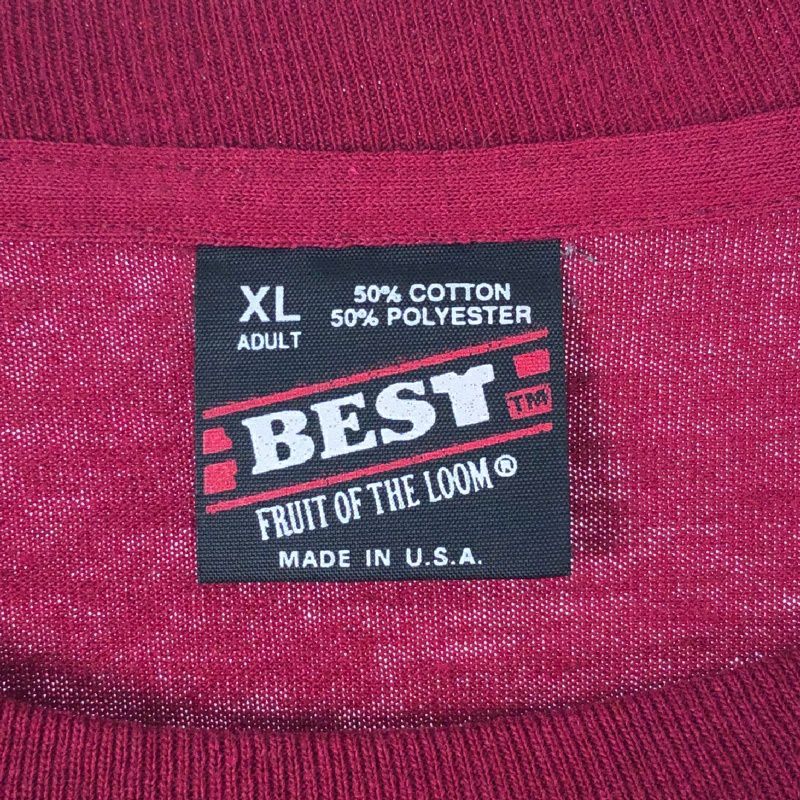 XL
ADULT
50% COTTON
50% POLYESTER
BEST
TM
FRUIT OF THE LOOM®
MADE IN U.S.A.